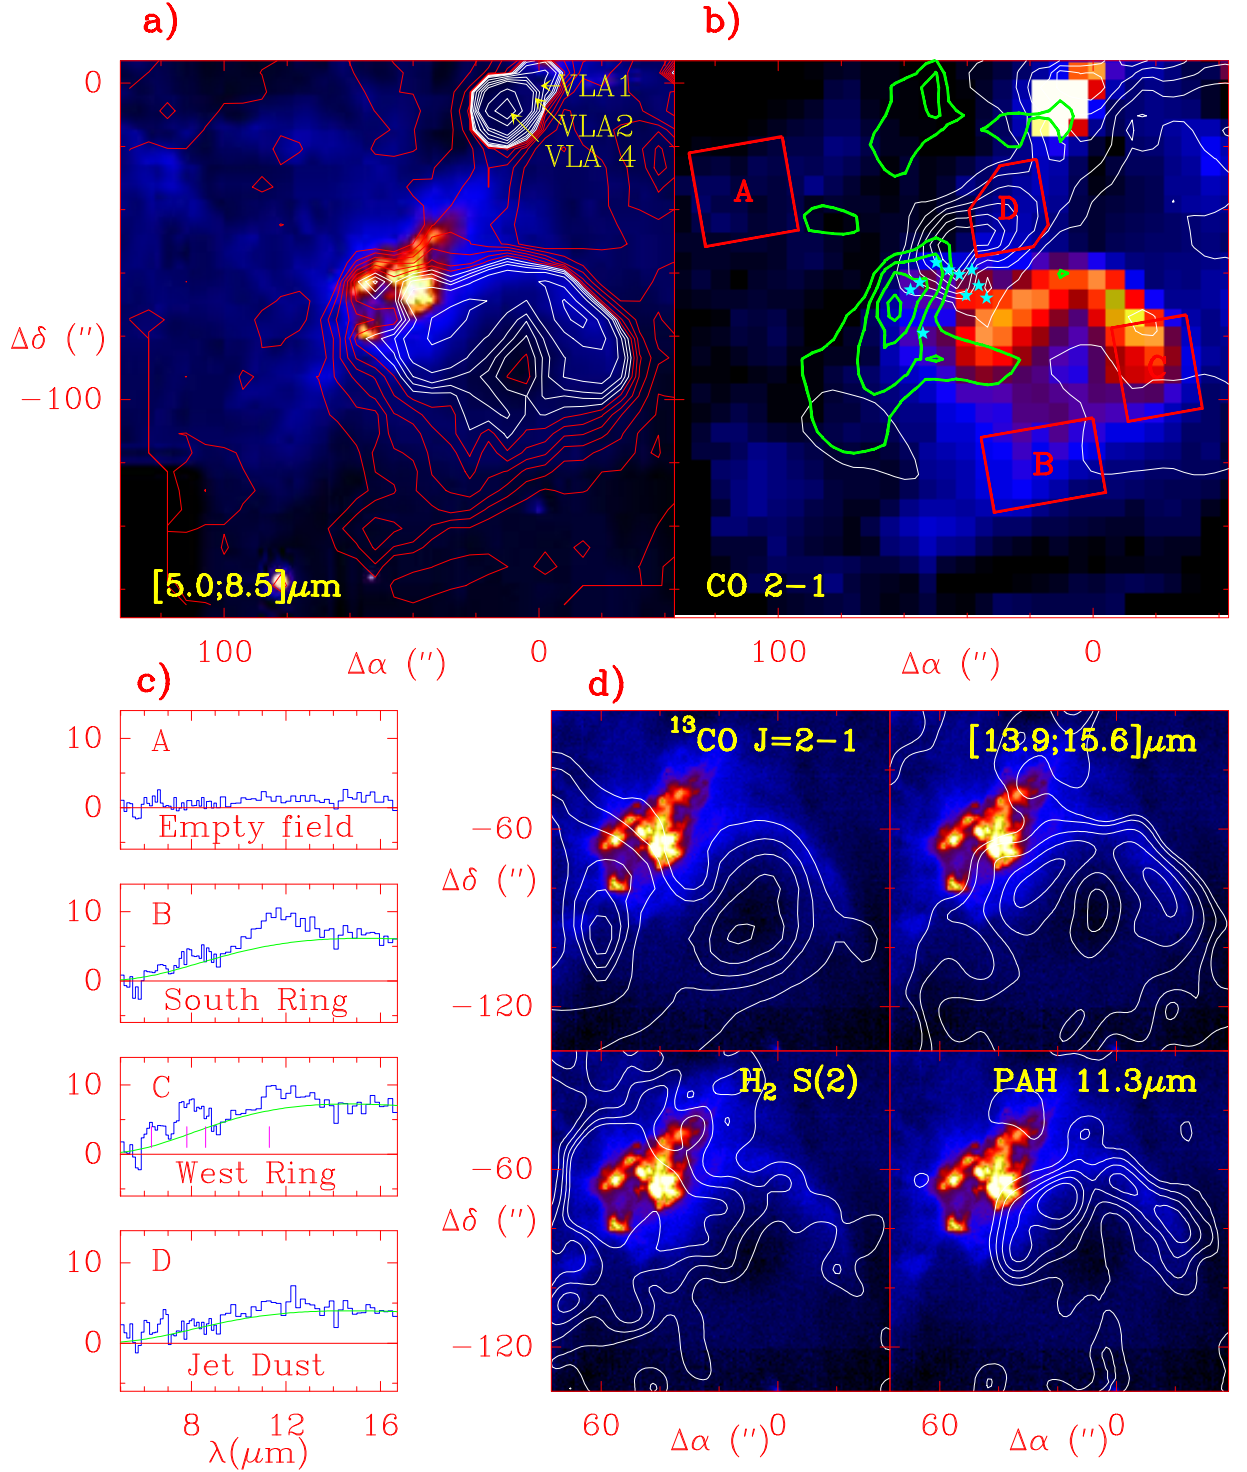 a)
b)
0
−100
Δδ (″)
VLA1
VLA2
VLA 4
[5.0;8.5]μm
A
D
C
B
CO 2−1
100
0
Δα (″)
100
0
Δα (″)
c)
d)
10
0
A
Empty field
10
0
B
South Ring
10
0
C
West Ring
10
0
D
Jet Dust
8
12
16
λ(μm)
¹³CO J=2−1
[13.9;15.6]μm
−60
Δδ (″)
−120
H₂ S(2)
PAH 11.3μm
−60
Δδ (″)
−120
60
0
Δα (″)
60
0
Δα (″)